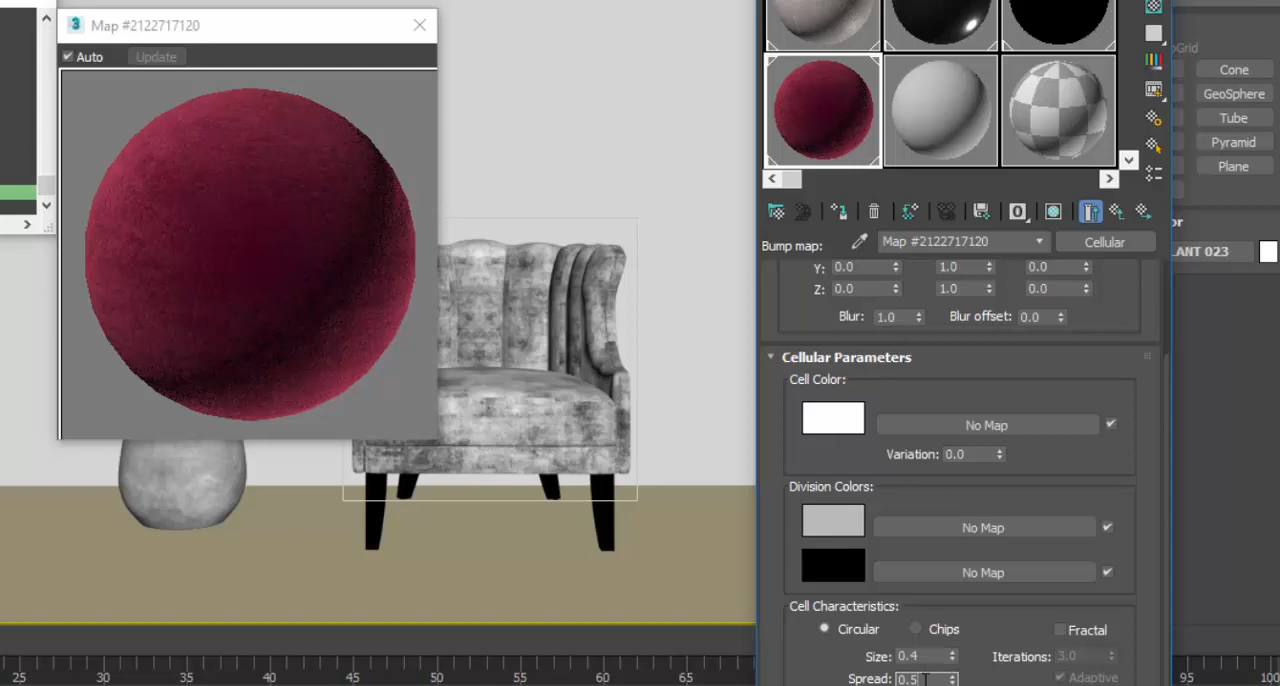 3 Map #2122717120
Auto Update
Grid
Cone
GeoSphere
Tube
Pyramid
Plane
or
LANT 023
Bump map: Map #2122717120 Cellular
Y: 0.0 1.0 0.0
Z: 0.0 1.0 0.0
Blur: 1.0 Blur offset: 0.0
Cellular Parameters
Cell Color:
No Map
Variation: 0.0
Division Colors:
No Map
No Map
Cell Characteristics:
Circular Chips Fractal
Size: 0.4 Iterations: 3.0
Spread: 0.5 Adaptive
25 30 35 40 45 50 55 60 65 95 100